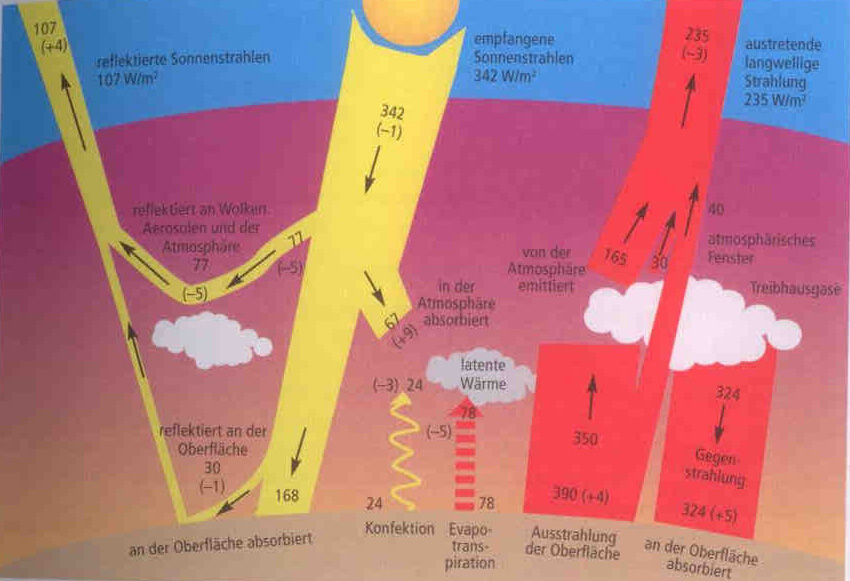 107
(+4)
reflektierte Sonnenstrahlen
107 W/m²
empfangene
Sonnenstrahlen
342 W/m²
342
(–1)
235
(–3)
austretende
langwellige
Strahlung
235 W/m²
reflektiert an Wolken
Aerosolen und der
Atmosphäre
77
(–5)
77
(–5)
in der
Atmosphäre
absorbiert
67
(+9)
von der
Atmosphäre
emittiert
165
30
40
atmosphärisches
Fenster
Treibhausgase
latente
Wärme
(–3) 24
78
(–5)
350
324
Gegen-
strahlung
reflektiert an der
Oberfläche
30
(–1)
168
24
78
390 (+4)
324 (+5)
an der Oberfläche absorbiert
Konfektion
Evapo-
trans-
piration
Ausstrahlung
der Oberfläche
an der Oberfläche
absorbiert